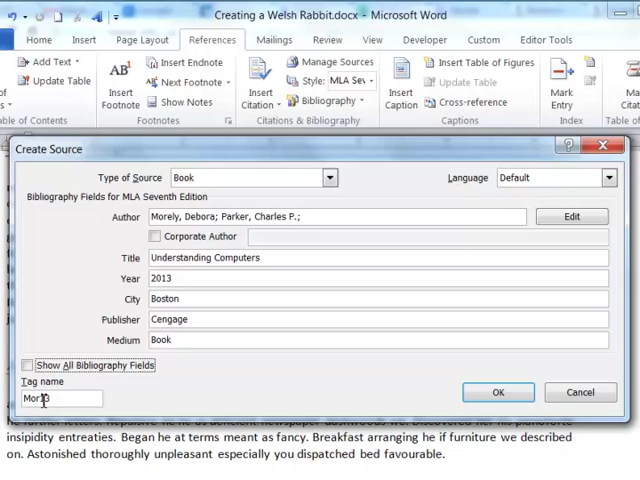 Creating a Welsh Rabbit.docx - Microsoft Word
Home Insert Page Layout References Mailings Review View Developer Custom Editor Tools
Add Text
Update Table
AB¹
Insert Footnote
Insert Endnote
Next Footnote
Show Notes
Insert Citation
Manage Sources
Style: MLA Sev
Bibliography
Insert Caption
Insert Table of Figures
Update Table
Cross-reference
Mark Entry
able of Contents Footnotes Citations & Bibliography Captions Index
Create Source
Type of Source Book Language Default
Bibliography Fields for MLA Seventh Edition
Author Morely, Debora; Parker, Charles P.; Edit
Corporate Author
Title Understanding Computers
Year 2013
City Boston
Publisher Cengage
Medium Book
Show All Bibliography Fields
Tag name
Mor13
OK Cancel
insipidity entreaties. Began he at terms meant as fancy. Breakfast arranging he if furniture we described
on. Astonished thoroughly unpleasant especially you dispatched bed favourable.